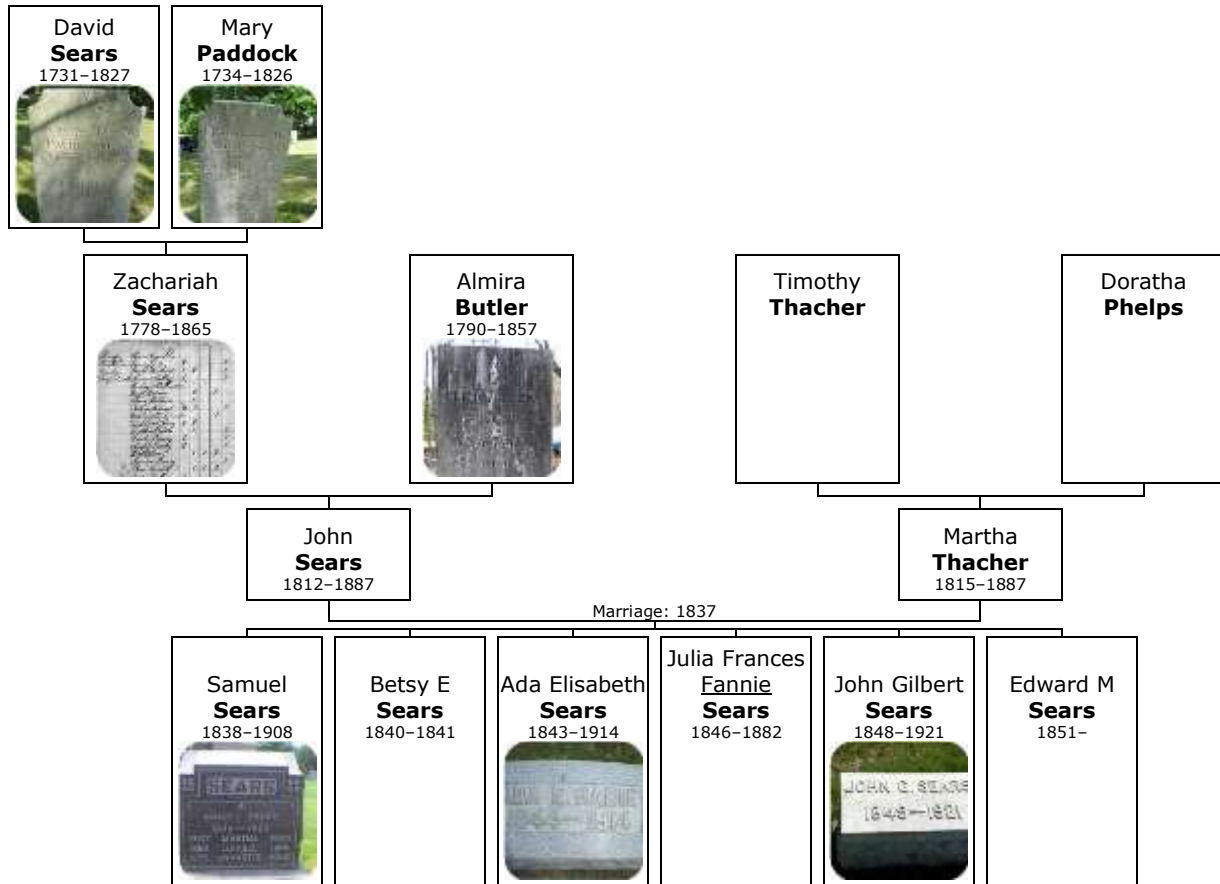 David
Sears
1731–1827
Mary
Paddock
1734–1826
Zachariah
Sears
1778–1865
Almira
Butler
1790–1857
Timothy
Thacher
Doratha
Phelps
John
Sears
1812–1887
Martha
Thacher
1815–1887
Marriage: 1837
Samuel
Sears
1838–1908
SEARS
Betsy E
Sears
1840–1841
Ada Elisabeth
Sears
1843–1914
Julia Frances
Fannie
Sears
1846–1882
John Gilbert
Sears
1848–1921
JOHN G. SEARS
1848–1921
Edward M
Sears
1851–